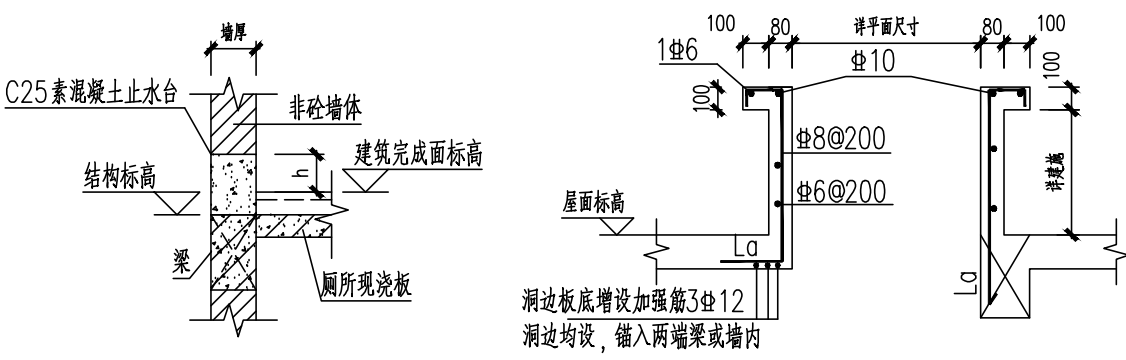 墙厚
C25素混凝土止水台
非砼墙体
建筑完成面标高
h
结构标高
梁
厕所现浇板
100 80 详平面尺寸 80 100
1Φ6
Φ10
100
100
Φ8@200
Φ6@200
详建施
屋面标高
La
La
洞边板底增设加强筋3Φ12
洞边均设，锚入两端梁或墙内